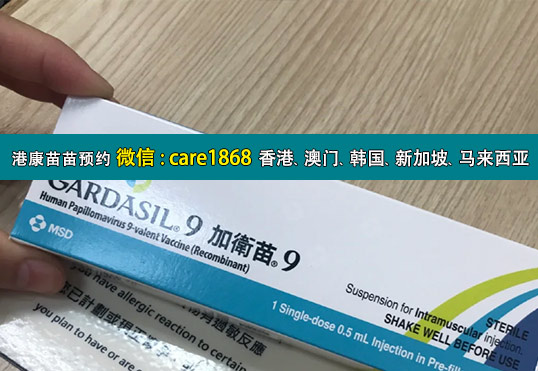 港康苗苗预约 微信 : care1868 香港、澳门、韩国、新加坡、马来西亚
GARDASIL® 9 加衛苗® 9
Human Papillomavirus 9-valent Vaccine (Recombinant)
MSD
Suspension for Intramuscular injection.
STERILE
SHAKE WELL BEFORE USE
1 Single-dose 0.5 mL Injection in Pre-fill
you have allergic reaction to certain
you plan to have or are